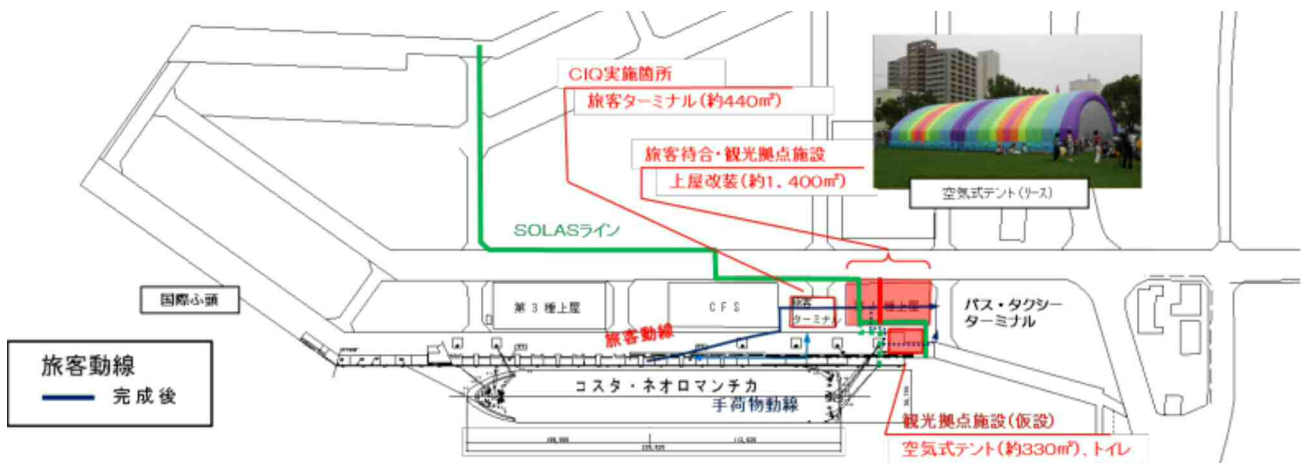 CIQ実施箇所
旅客ターミナル(約440㎡)
旅客待合・観光拠点施設
上屋改装(約1,400㎡)
空気式テント(リース)
SOLASライン
国際ふ頭
第3種上屋
CFS
旅客
ターミナル
種上屋
バス・タクシー
ターミナル
旅客動線
旅客動線
完成後
コスタ・ネオロマンチカ
手荷物動線
観光拠点施設(仮設)
空気式テント(約330㎡)、トイレ